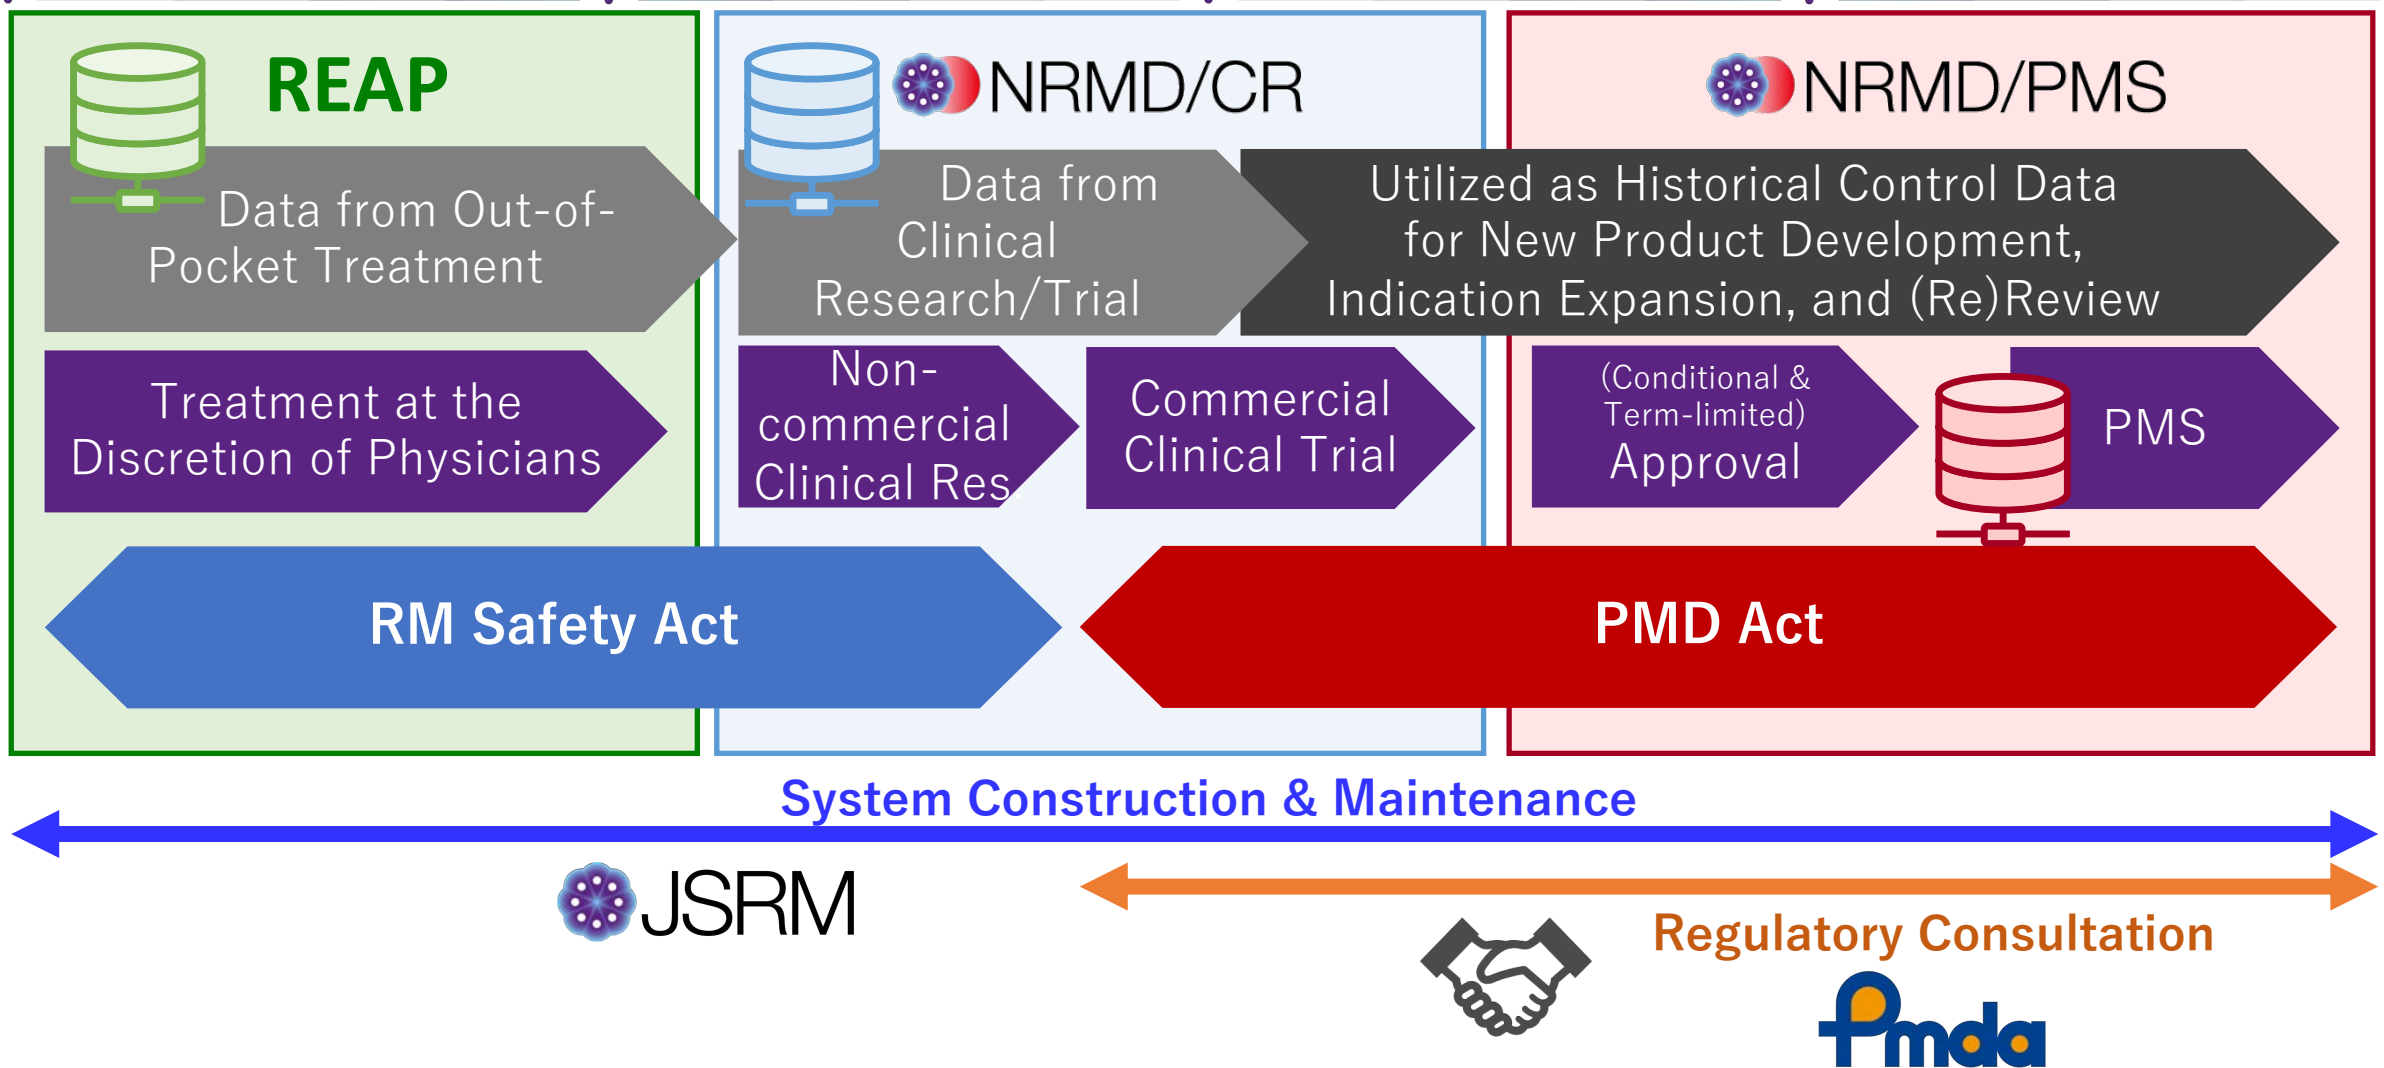 REAP
NRMD/CR
NRMD/PMS
Data from Out-of-
Pocket Treatment
Data from
Clinical
Research/Trial
Utilized as Historical Control Data
for New Product Development,
Indication Expansion, and (Re)Review
Treatment at the
Discretion of Physicians
Non-
commercial
Clinical Res.
Commercial
Clinical Trial
(Conditional &
Term-limited)
Approval
PMS
RM Safety Act
PMD Act
System Construction & Maintenance
JSRM
Regulatory Consultation
Pmda